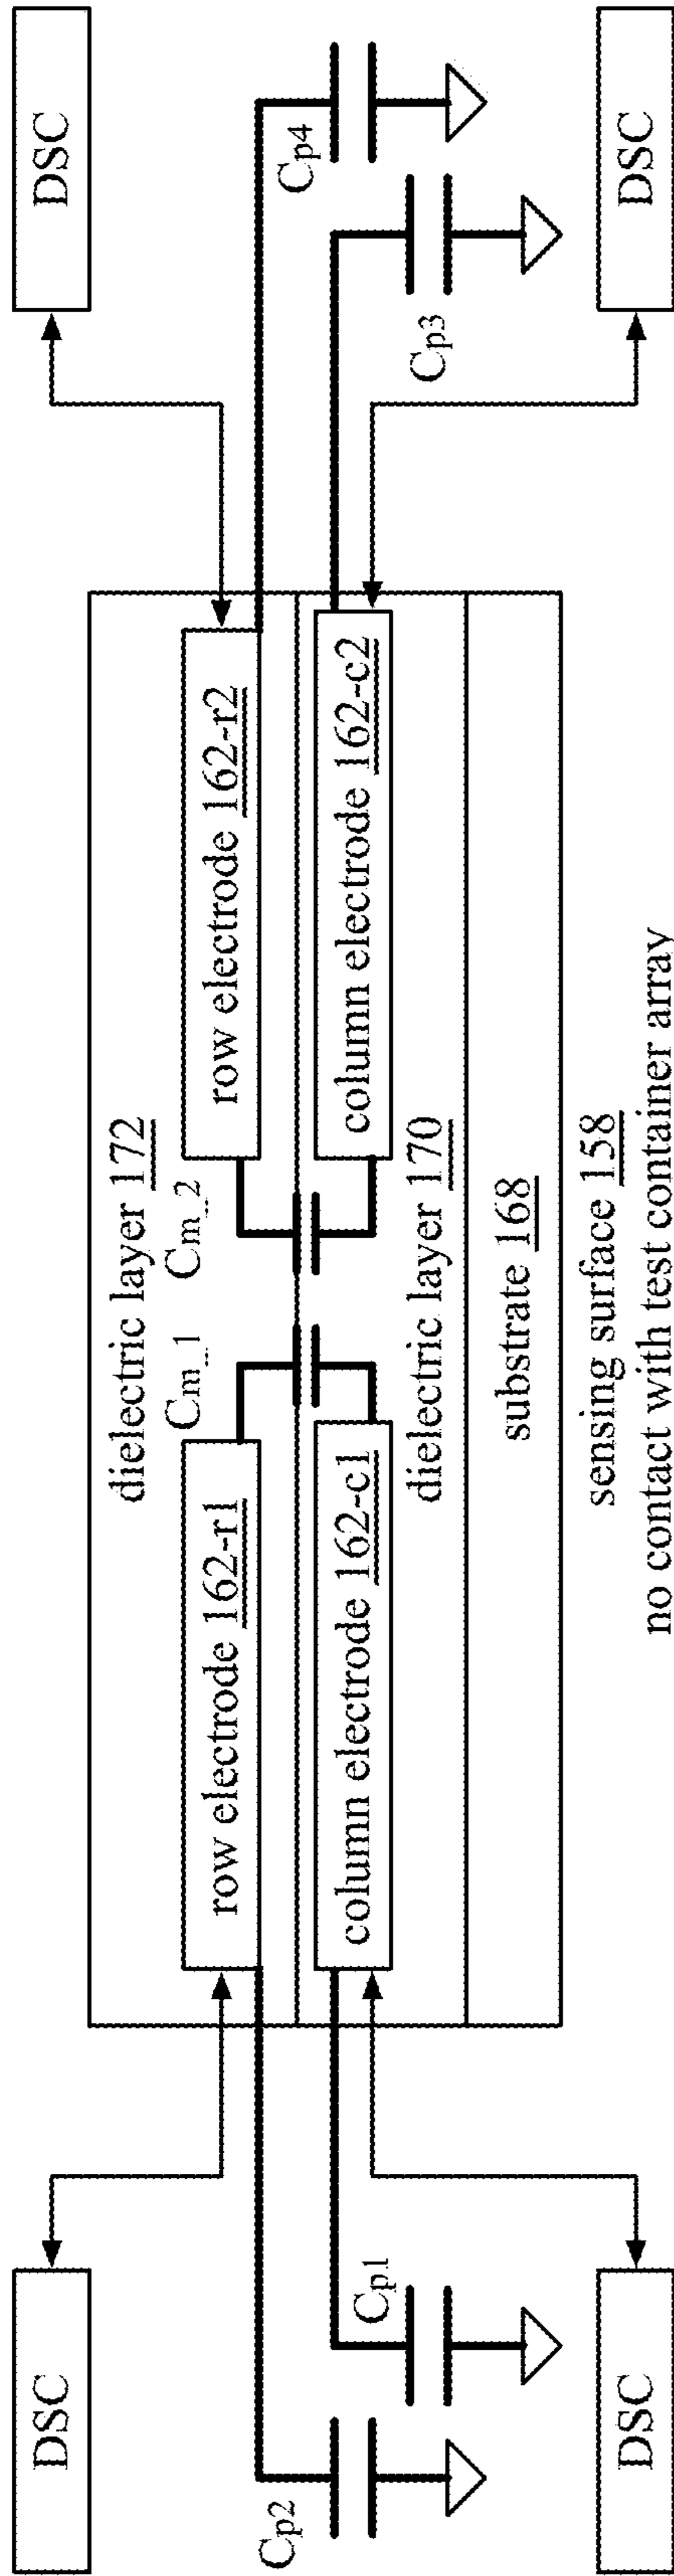 DSC
DSC
dielectric layer 172
C_m_1
C_m_2
row electrode 162-r1
row electrode 162-r2
C_p2
C_p4
column electrode 162-c1
column electrode 162-c2
C_p1
C_p3
dielectric layer 170
substrate 168
DSC
DSC
sensing surface 158
no contact with test container array